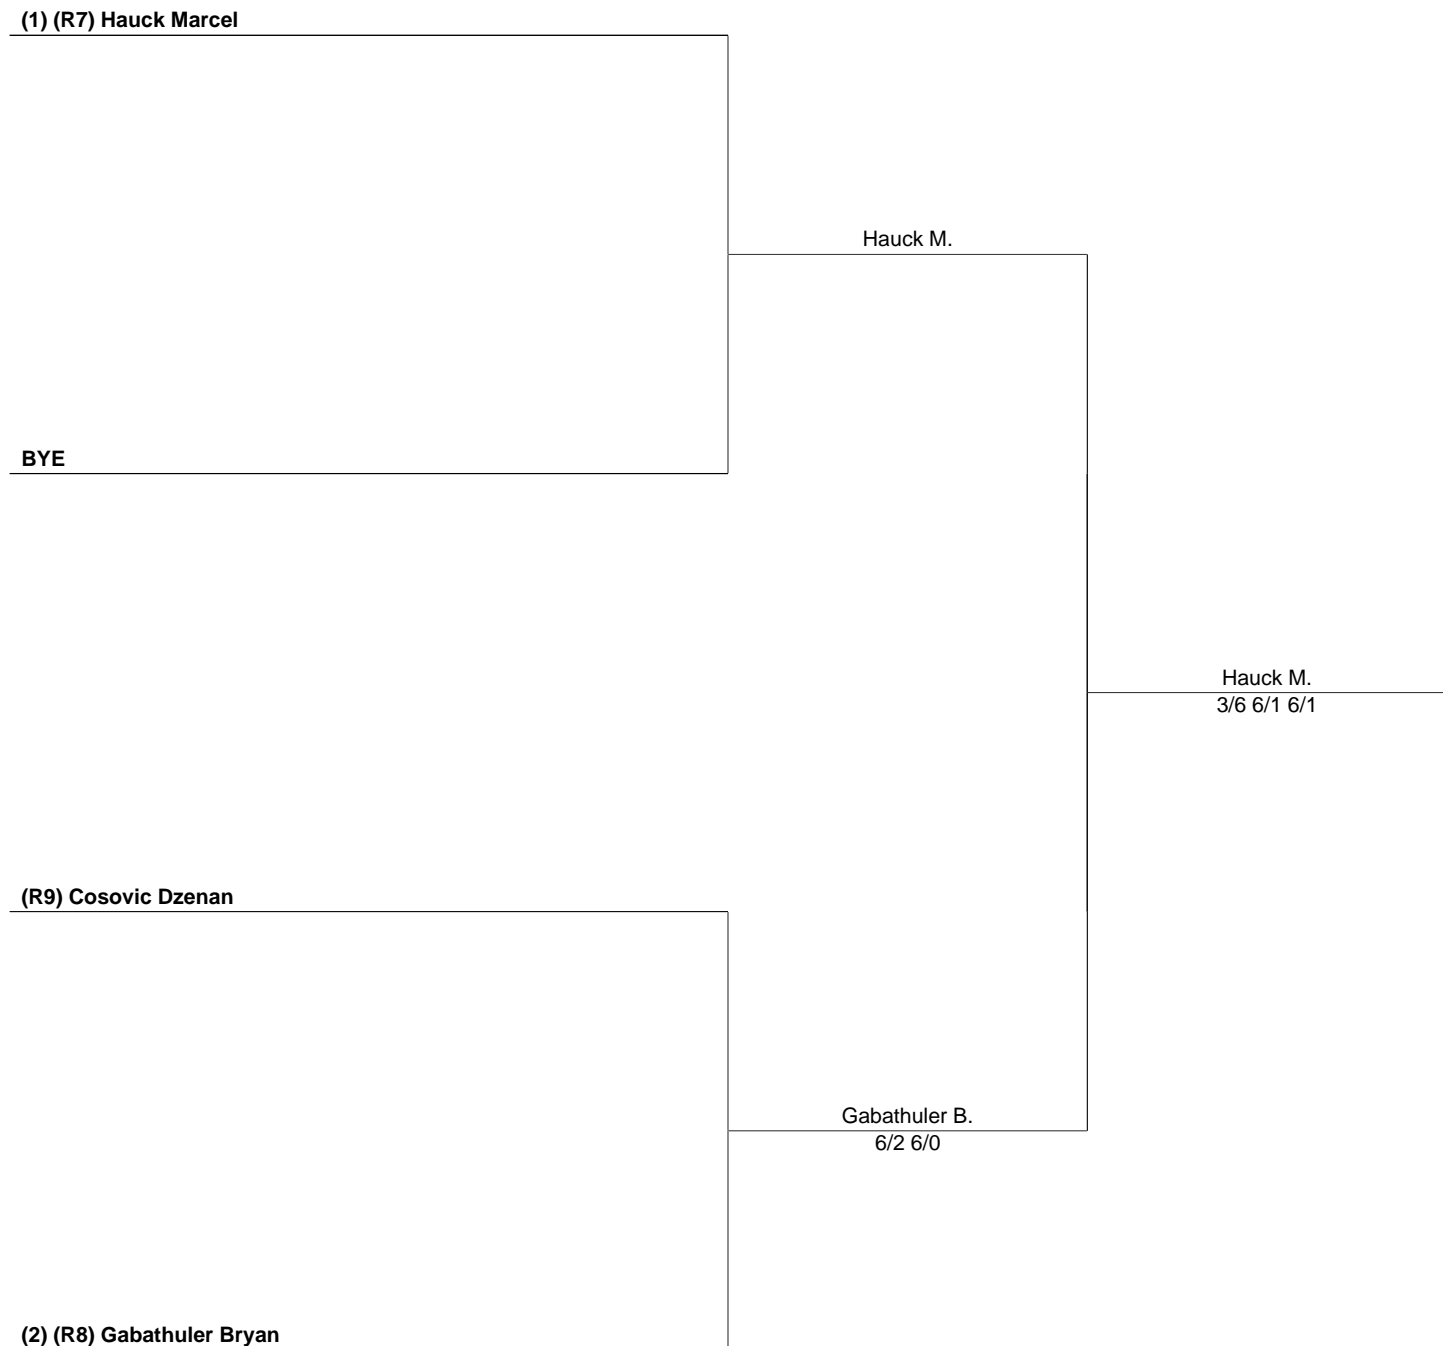 (1) (R7) Hauck Marcel
Hauck M.
BYE
Hauck M.
3/6 6/1 6/1
(R9) Cosovic Dzenan
Gabathuler B.
6/2 6/0
(2) (R8) Gabathuler Bryan